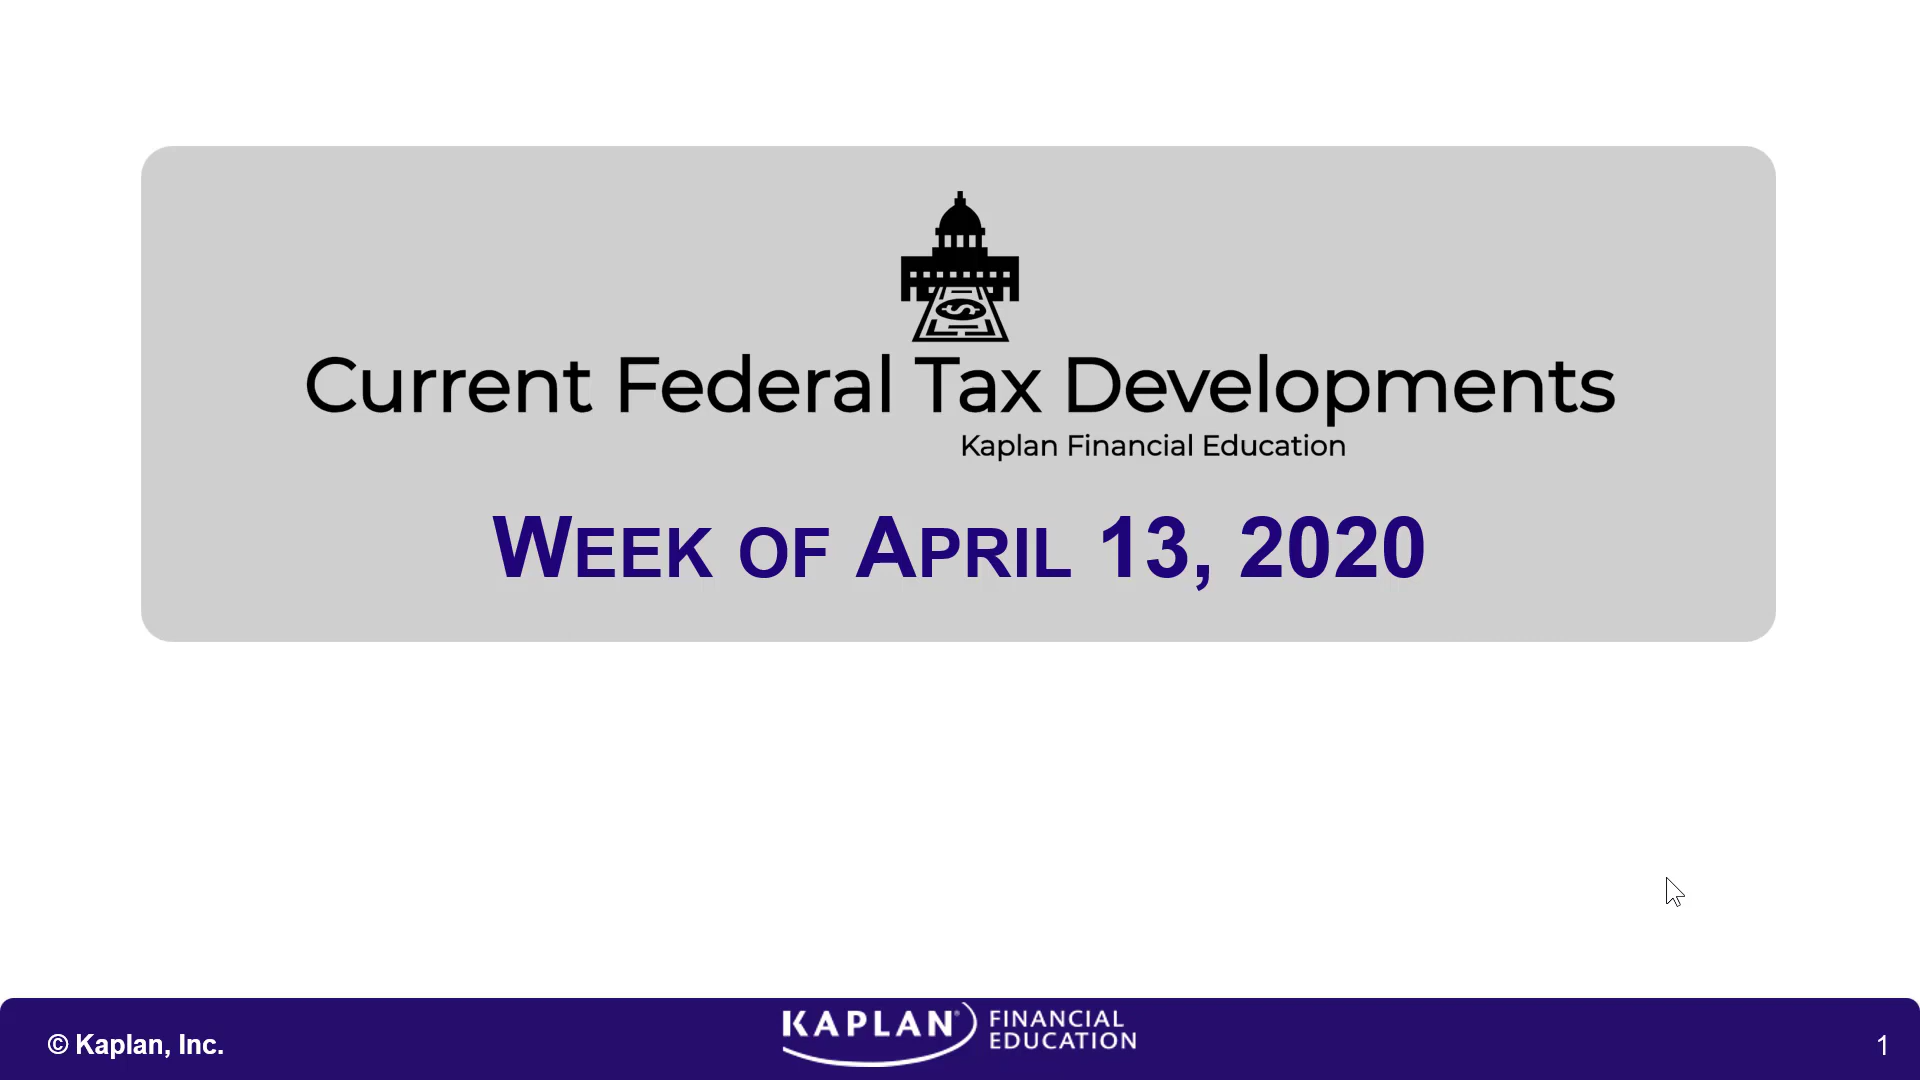 Current Federal Tax Developments
Kaplan Financial Education
WEEK OF APRIL 13, 2020
© Kaplan, Inc.
KAPLAN® FINANCIAL
EDUCATION
1